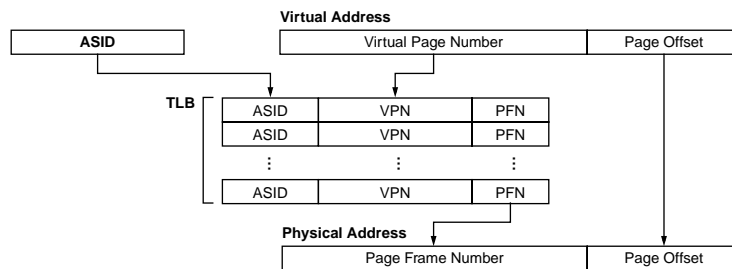 Virtual Address
ASID Virtual Page Number Page Offset
TLB
ASID VPN PFN
ASID VPN PFN
⋮ ⋮ ⋮
ASID VPN PFN
Physical Address
Page Frame Number Page Offset